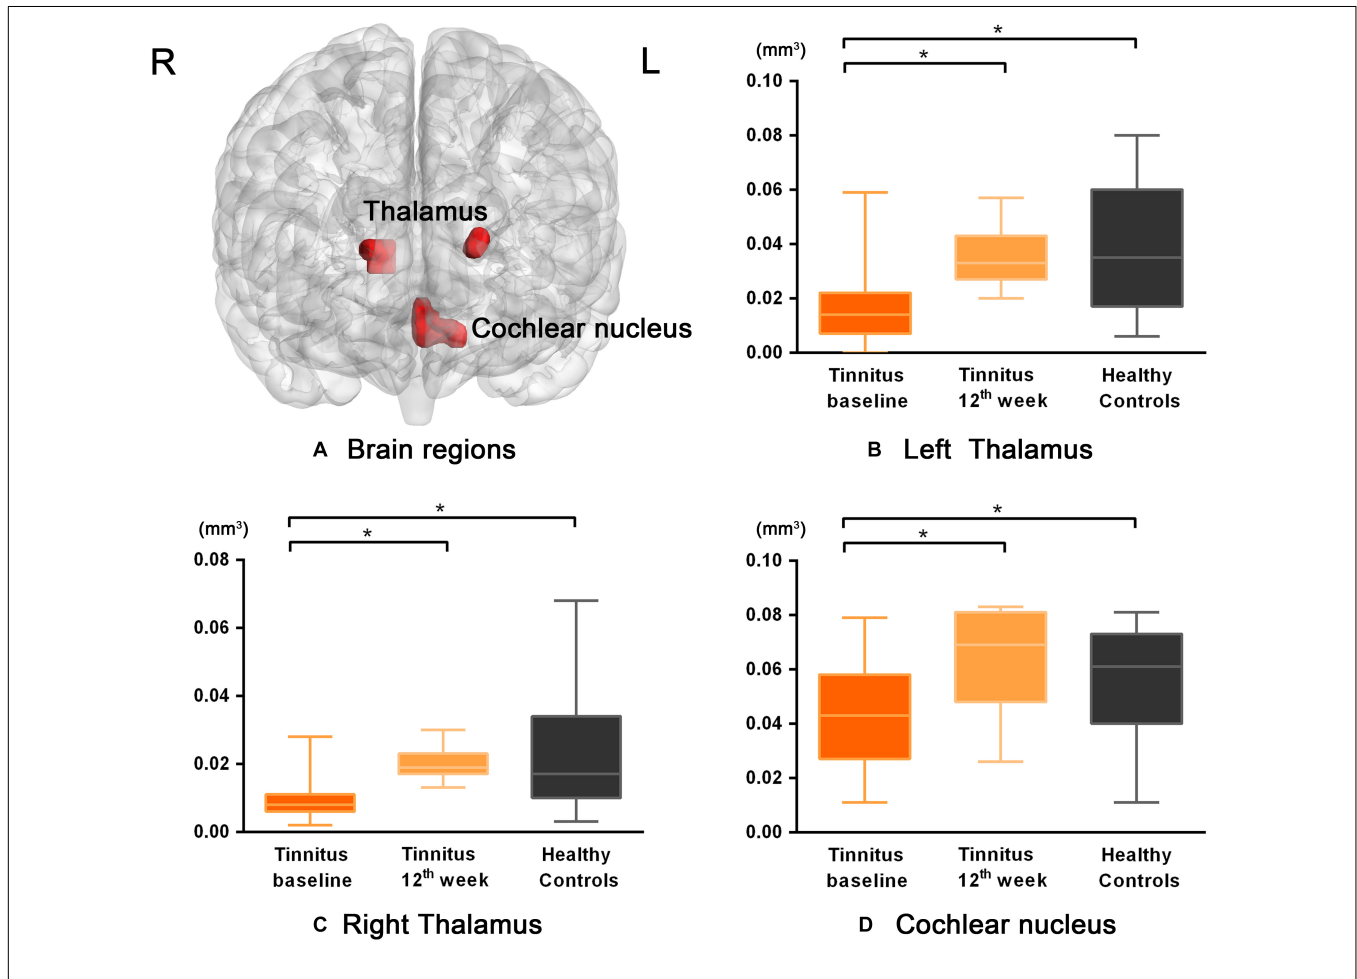 R
L
Thalamus
Cochlear nucleus
A Brain regions
(mm³)
*
*
0.10
0.08
0.06
0.04
0.02
0.00
Tinnitus baseline
Tinnitus 12th week
Healthy Controls
B Left Thalamus
(mm³)
*
*
0.08
0.06
0.04
0.02
0.00
Tinnitus baseline
Tinnitus 12th week
Healthy Controls
C Right Thalamus
(mm³)
*
*
0.10
0.08
0.06
0.04
0.02
0.00
Tinnitus baseline
Tinnitus 12th week
Healthy Controls
D Cochlear nucleus